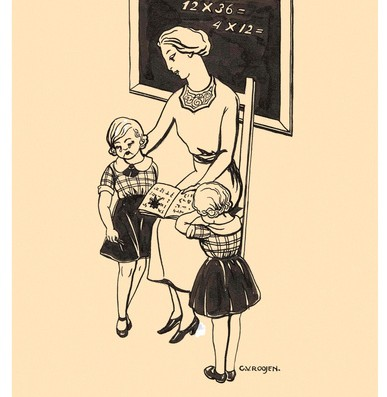 12 X 36 =
4 X 12 =
C.V. ROOJEN.